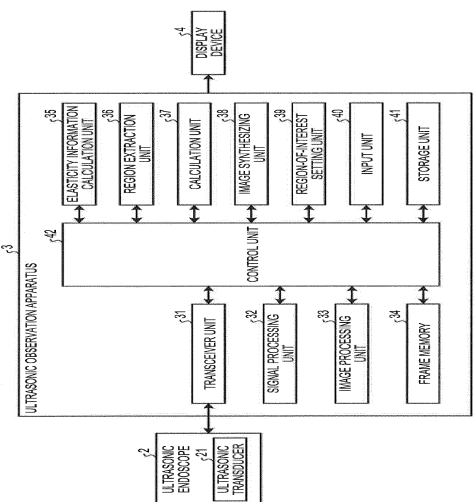 3
ULTRASONIC OBSERVATION APPARATUS
2
ULTRASONIC
ENDOSCOPE
21
ULTRASONIC
TRANSDUCER
31
TRANSCEIVER UNIT
32
SIGNAL PROCESSING
UNIT
33
IMAGE PROCESSING
UNIT
34
FRAME MEMORY
42
CONTROL UNIT
35
ELASTICITY INFORMATION
CALCULATION UNIT
36
REGION EXTRACTION
UNIT
37
CALCULATION UNIT
38
IMAGE SYNTHESIZING
UNIT
39
REGION-OF-INTEREST
SETTING UNIT
40
INPUT UNIT
41
STORAGE UNIT
4
DISPLAY
DEVICE